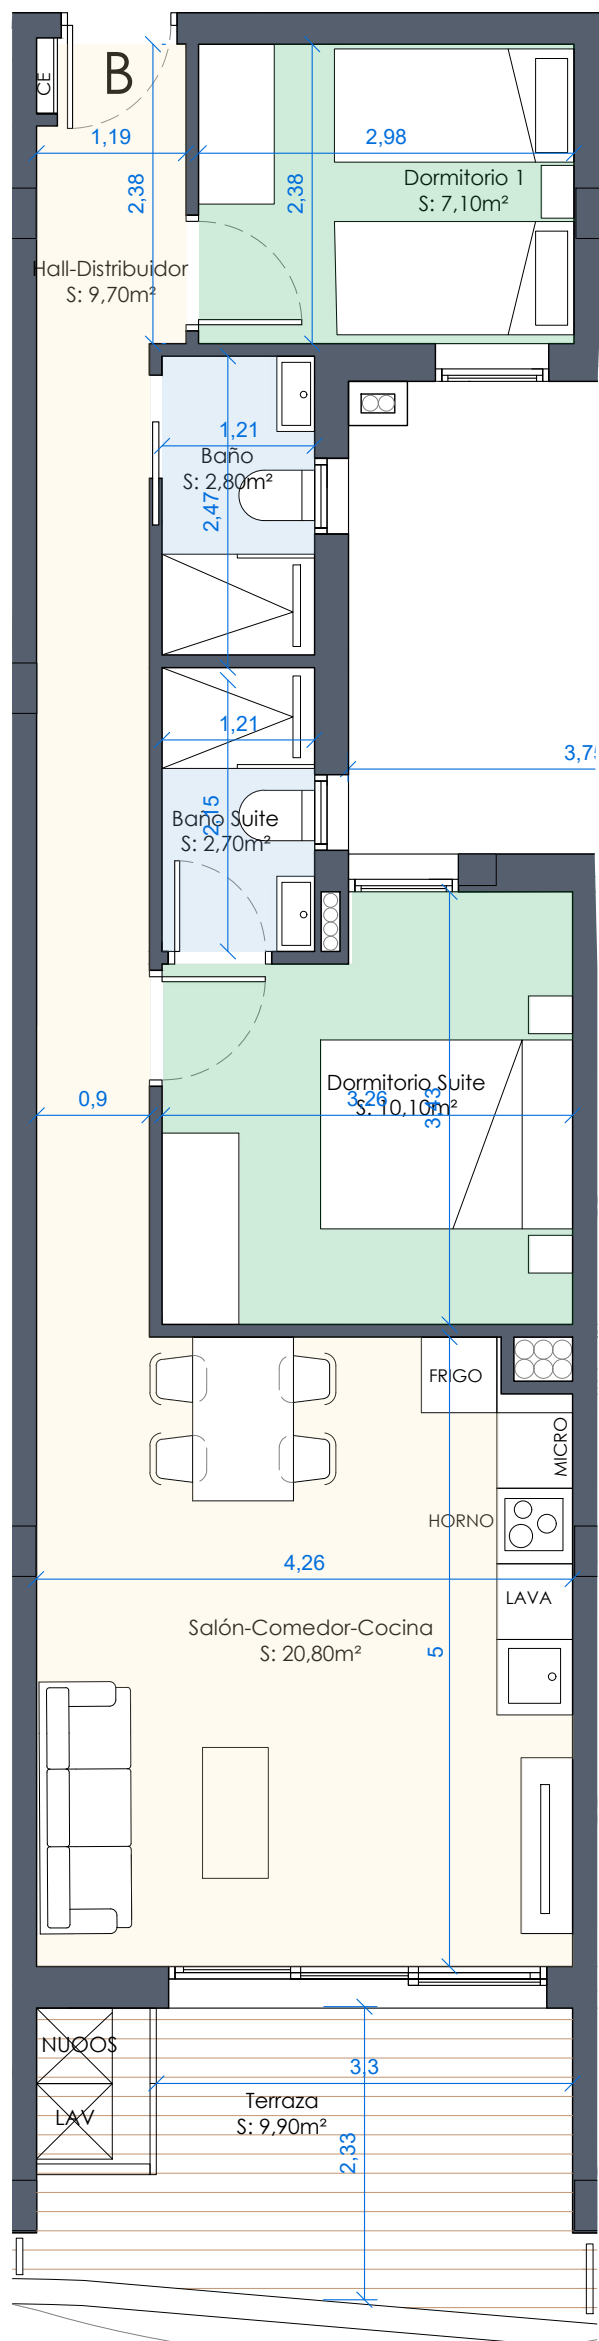 CE
B
1,19
2,98
2,38
2,38
Dormitorio 1
S: 7,10m²
Hall-Distribuidor
S: 9,70m²
1,21
Baño
S: 2,80m²
2,47
1,21
3,75
2,15
Baño Suite
S: 2,70m²
Dormitorio Suite
S: 10,10m²
0,9
3,26
3,43
FRIGO
MICRO
HORNO
4,26
LAVA
Salón-Comedor-Cocina
S: 20,80m²
5
NUOOS
LAV
3,3
Terraza
S: 9,90m²
2,33